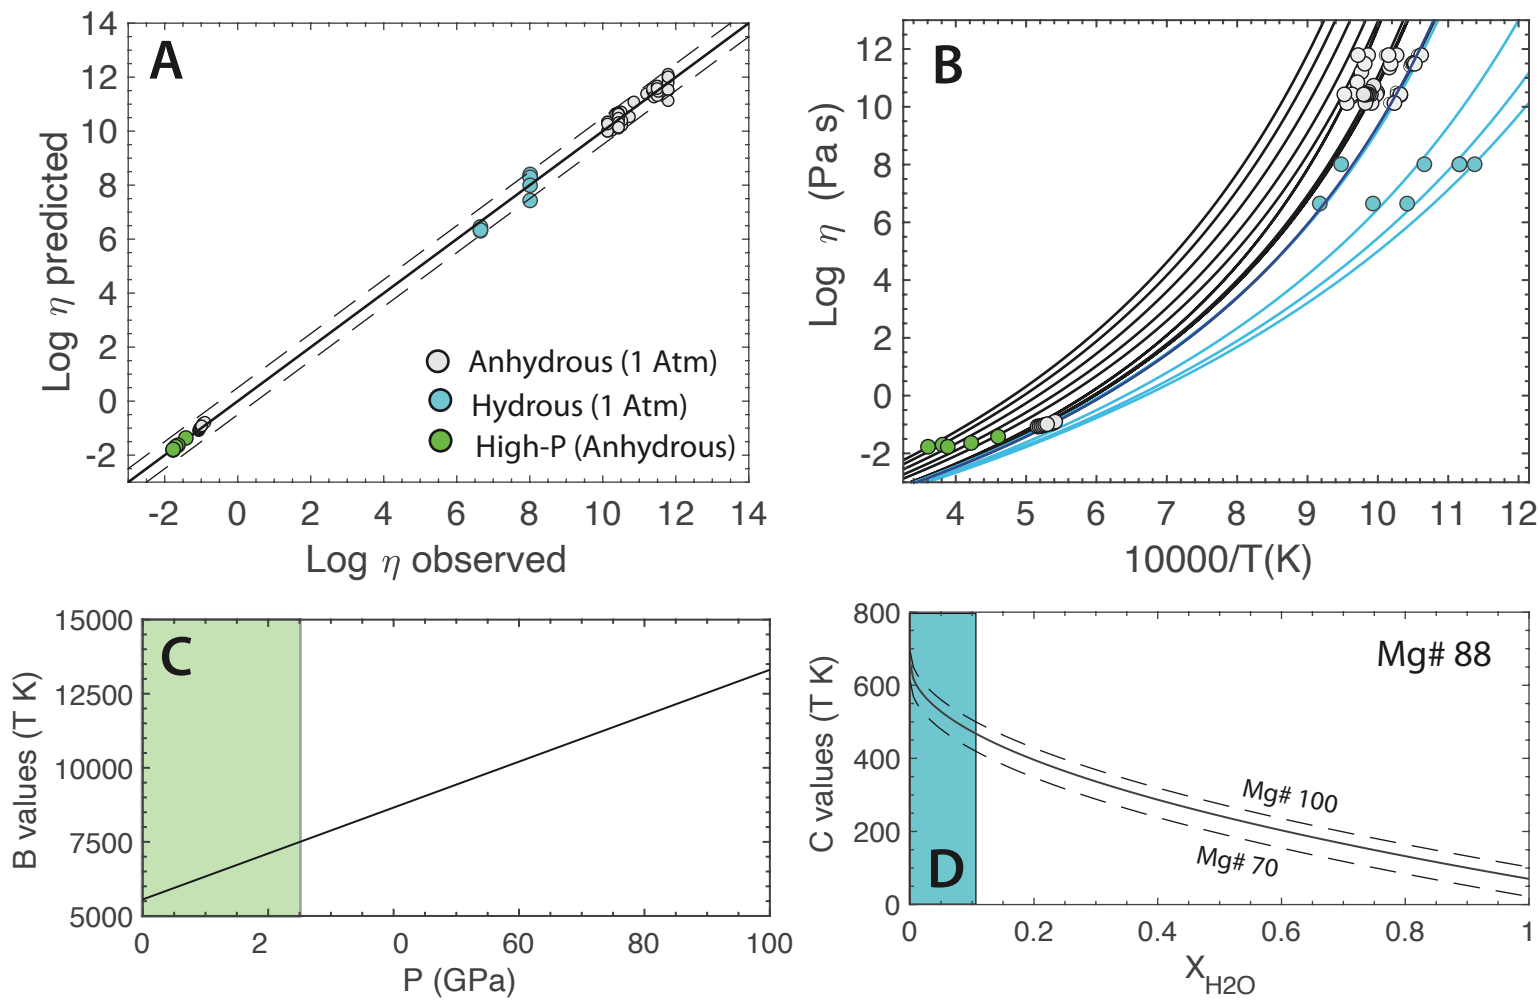 A
14
12
10
8
6
4
2
0
-2
Log η predicted
Anhydrous (1 Atm)
Hydrous (1 Atm)
High-P (Anhydrous)
-2 0 2 4 6 8 10 12 14
Log η observed
B
12
10
8
6
4
2
0
-2
Log η (Pa s)
4 5 6 7 8 9 10 11 12
10000/T(K)
C
15000
12500
10000
7500
5000
B values (T K)
0 2 0 60 80 100
P (GPa)
D
Mg# 88
800
600
400
200
0
C values (T K)
Mg# 100
Mg# 70
0 0.2 0.4 0.6 0.8 1
XH2O